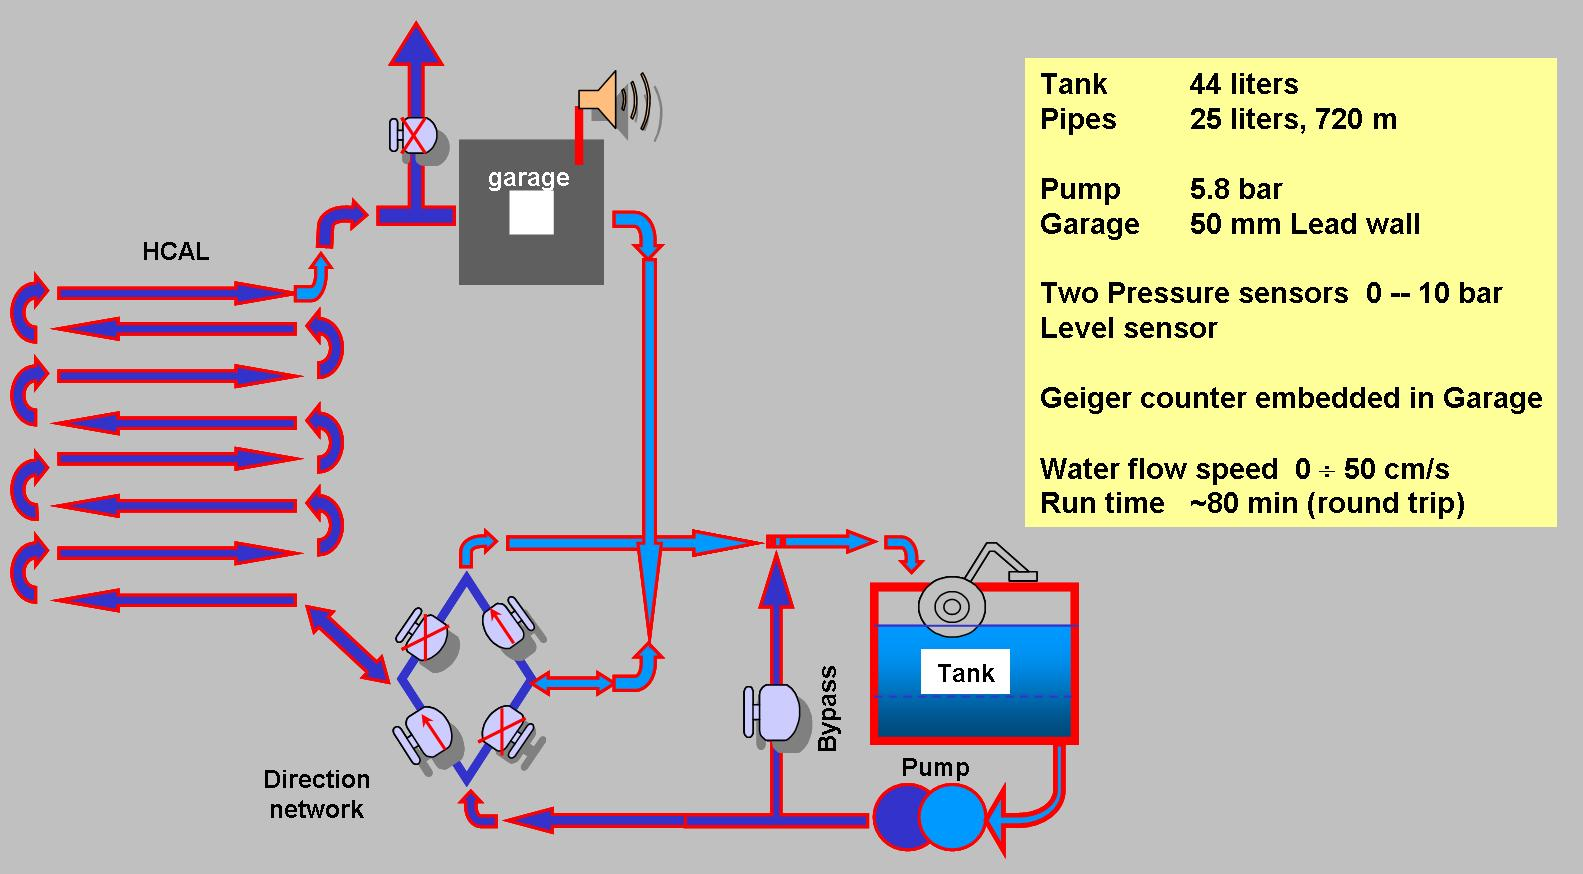 garage
HCAL
Tank 44 liters
Pipes 25 liters, 720 m
Pump 5.8 bar
Garage 50 mm Lead wall
Two Pressure sensors 0 -- 10 bar
Level sensor
Geiger counter embedded in Garage
Water flow speed 0 ÷ 50 cm/s
Run time ~80 min (round trip)
Tank
Bypass
Pump
Direction
network